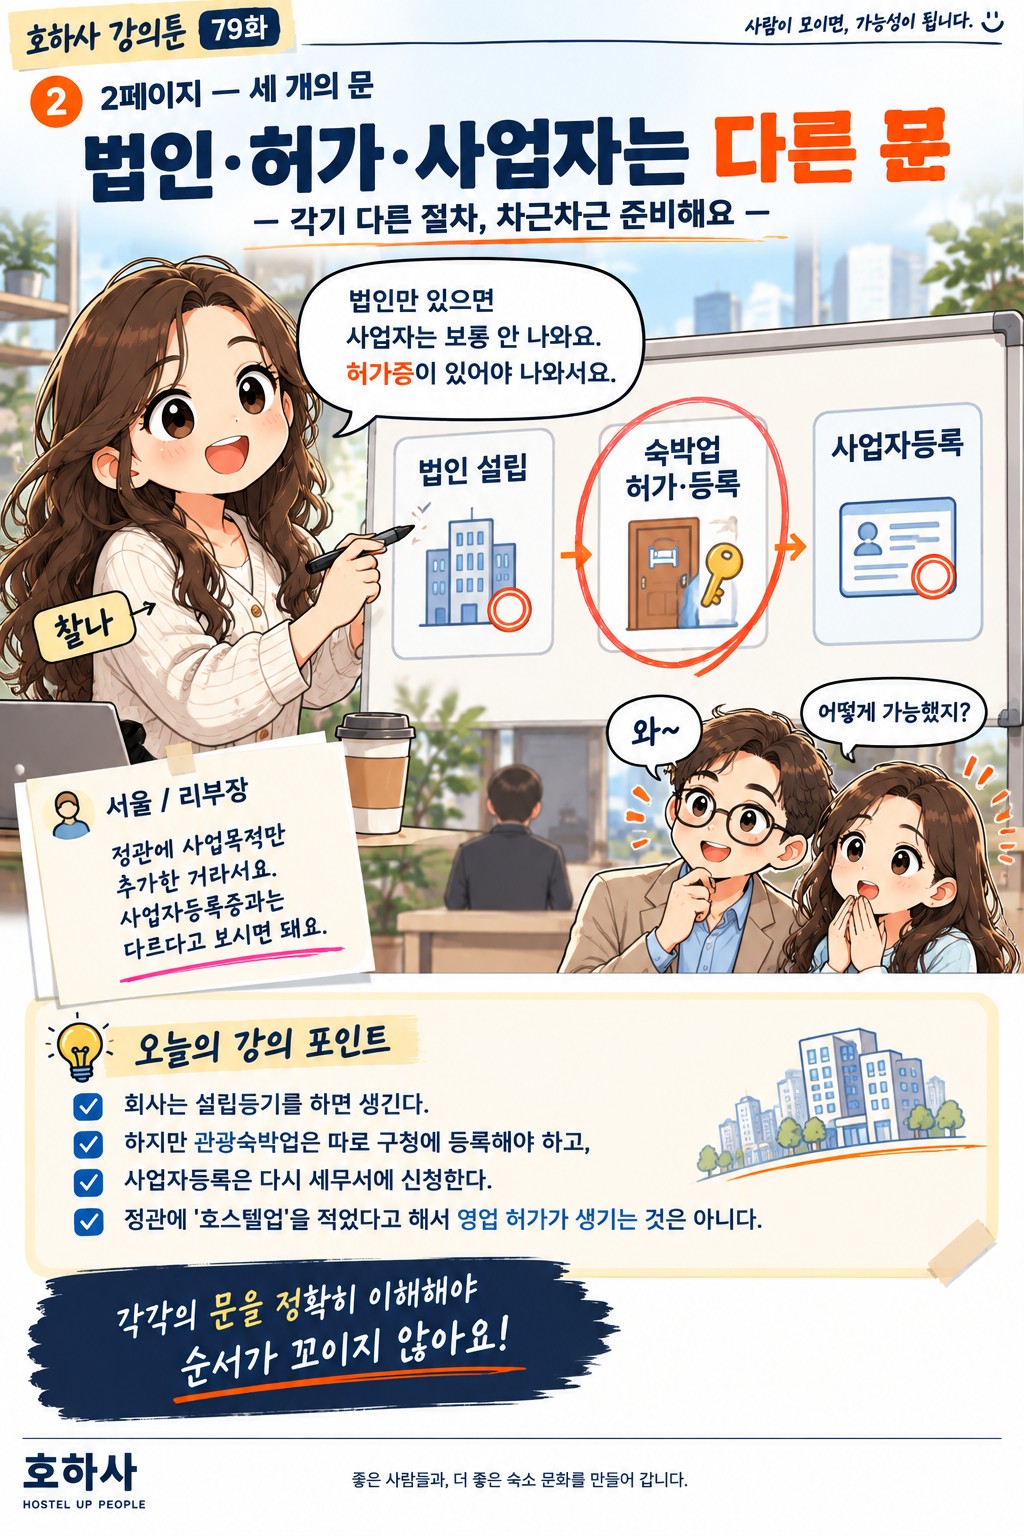 호하사 강의툰 79화
사람이 모이면, 가능성이 됩니다.
2 2페이지 — 세 개의 문
법인·허가·사업자는 다른 문
— 각기 다른 절차, 차근차근 준비해요 —
법인만 있으면
사업자는 보통 안 나와요.
허가증이 있어야 나와서요.
법인 설립
숙박업
허가·등록
사업자등록
찰나
와~
어떻게 가능했지?
서울 / 리부장
정관에 사업목적만
추가한 거라서요.
사업자등록증과는
다르다고 보시면 돼요.
오늘의 강의 포인트
회사는 설립등기를 하면 생긴다.
하지만 관광숙박업은 따로 구청에 등록해야 하고,
사업자등록은 다시 세무서에 신청한다.
정관에 '호스텔업'을 적었다고 해서 영업 허가가 생기는 것은 아니다.
각각의 문을 정확히 이해해야
순서가 꼬이지 않아요!
호하사
HOSTEL UP PEOPLE
좋은 사람들과, 더 좋은 숙소 문화를 만들어 갑니다.